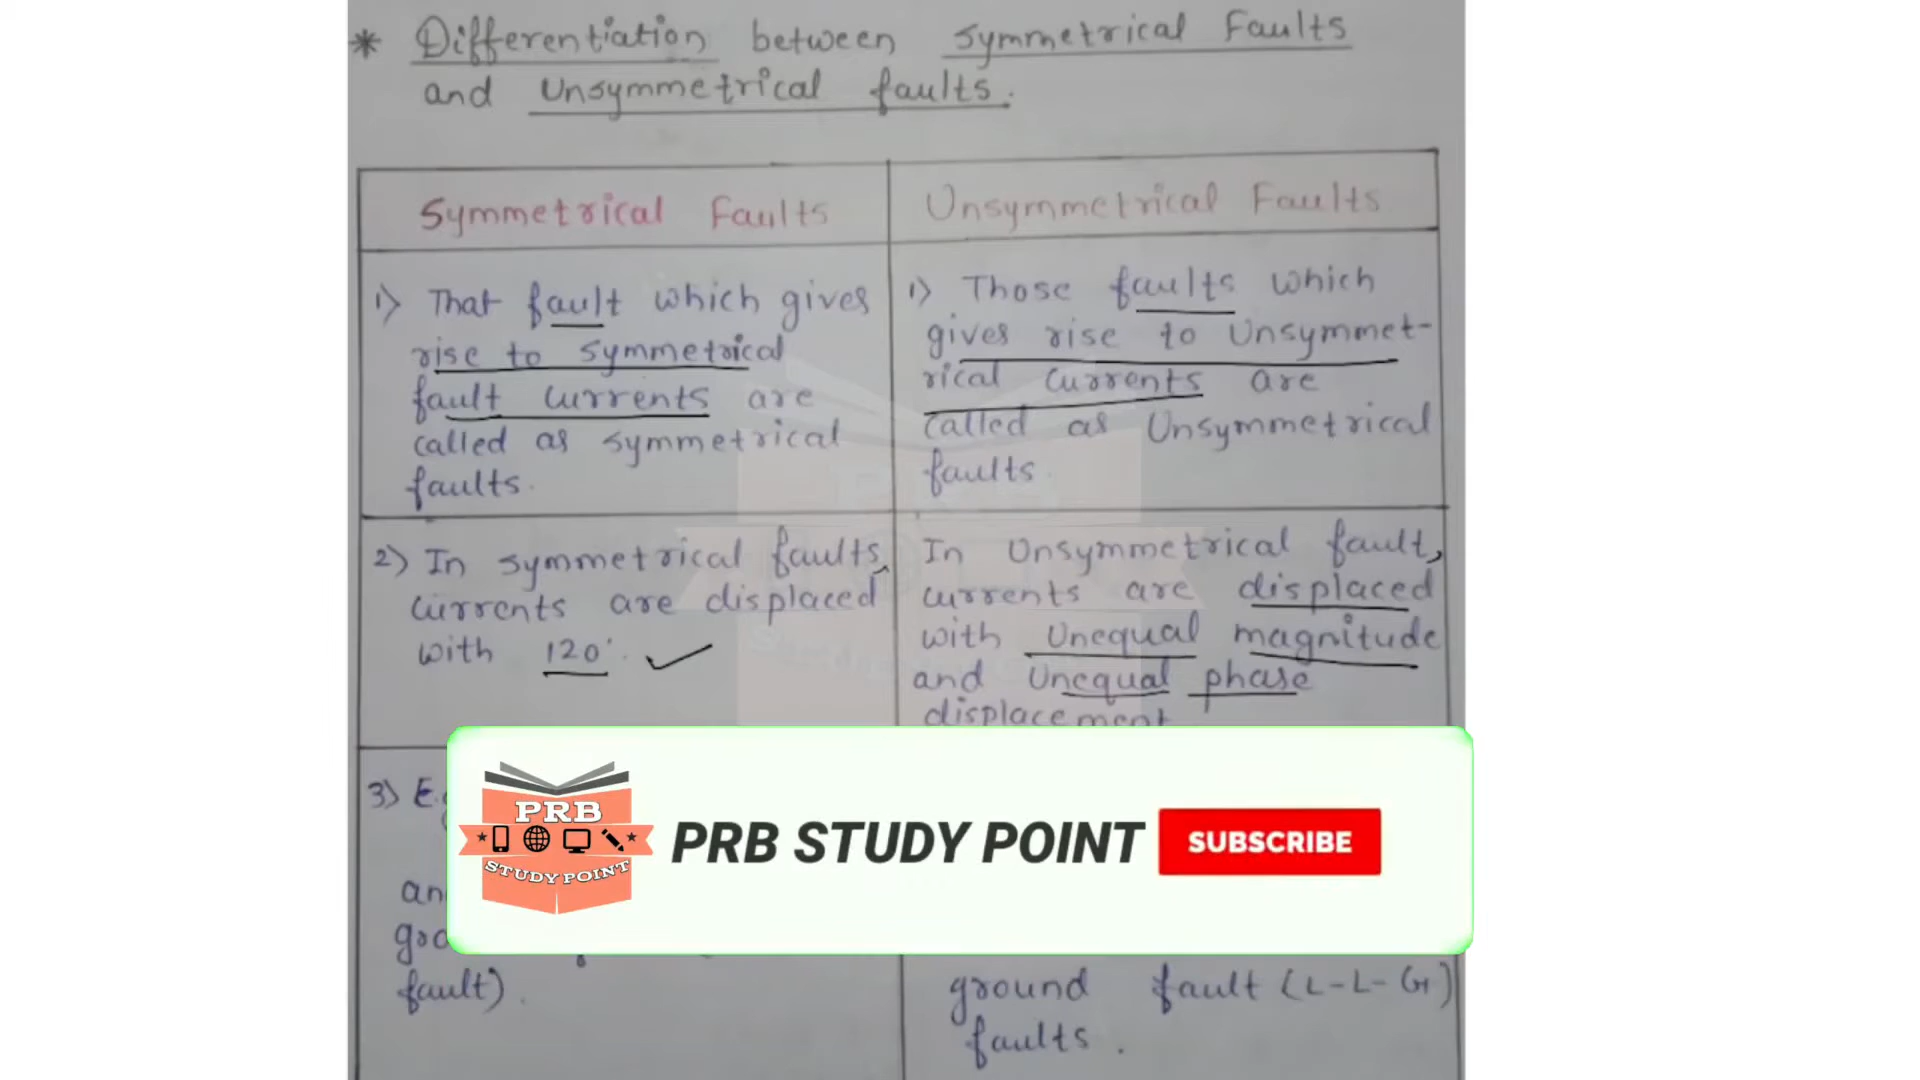 * Differentiation between Symmetrical Faults
and Unsymmetrical faults.
Symmetrical Faults
1) That fault which gives
rise to symmetrical
fault currents are
called as symmetrical
faults.
2) In symmetrical faults,
currents are displaced
with 120°.
3) E.
an
gro
fault).
Unsymmetrical Faults
1) Those faults which
gives rise to Unsymmet-
rical currents are
called as Unsymmetrical
faults.
In Unsymmetrical fault,
currents are displaced
with Unequal magnitude
and Unequal phase
displacement
ground fault (L-L-G)
faults.
PRB
STUDY POINT
PRB STUDY POINT
SUBSCRIBE